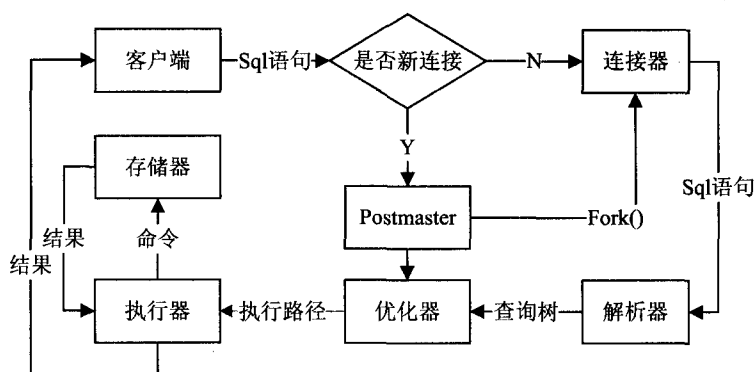 客户端
Sql语句
是否新连接
N
连接器
Y
存储器
Sql语句
Postmaster
Fork()
结果
命令
结果
执行器
执行路径
优化器
查询树
解析器